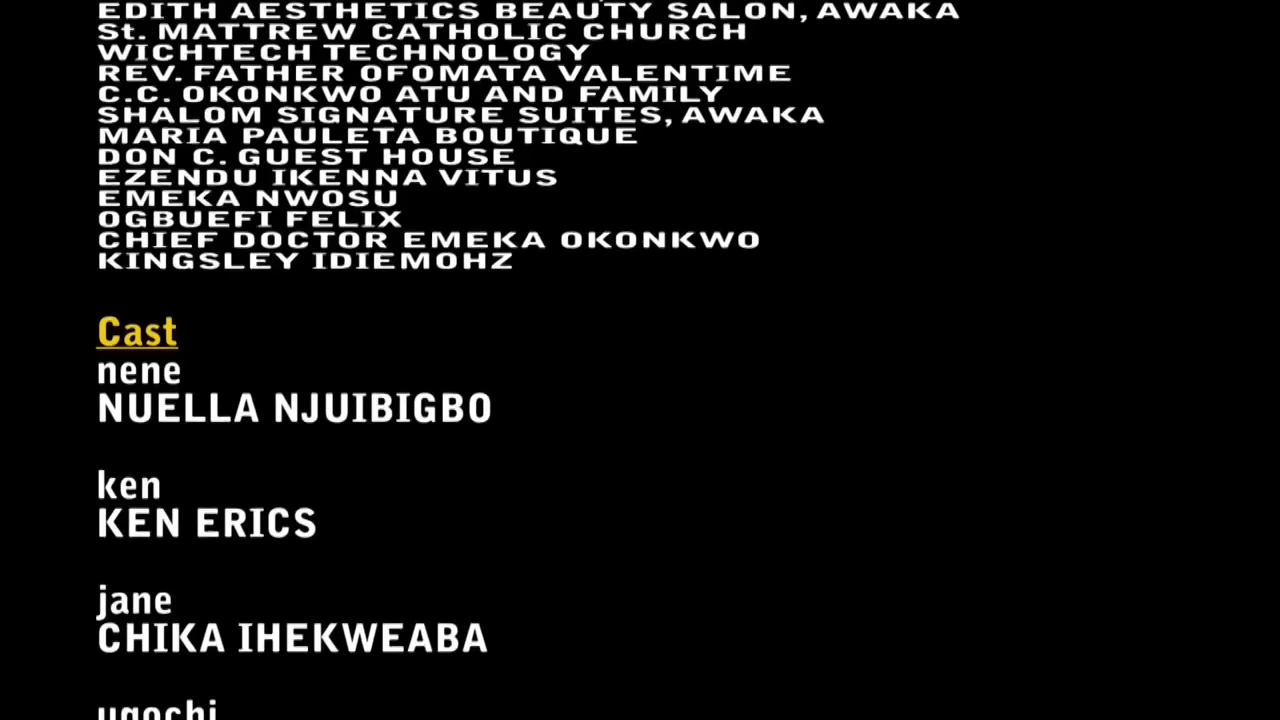 EDITH AESTHETICS BEAUTY SALON, AWAKA
St. MATTREW CATHOLIC CHURCH
WICHTECH TECHNOLOGY
REV. FATHER OFOMATA VALENTIME
C.C. OKONKWO ATU AND FAMILY
SHALOM SIGNATURE SUITES, AWAKA
MARIA PAULETA BOUTIQUE
DON C. GUEST HOUSE
EZENDU IKENNA VITUS
EMEKA NWOSU
OGBUEFI FELIX
CHIEF DOCTOR EMEKA OKONKWO
KINGSLEY IDIEMOHZ
Cast
nene
NUELLA NJUIBIGBO
ken
KEN ERICS
jane
CHIKA IHEKWEABA
ugochi